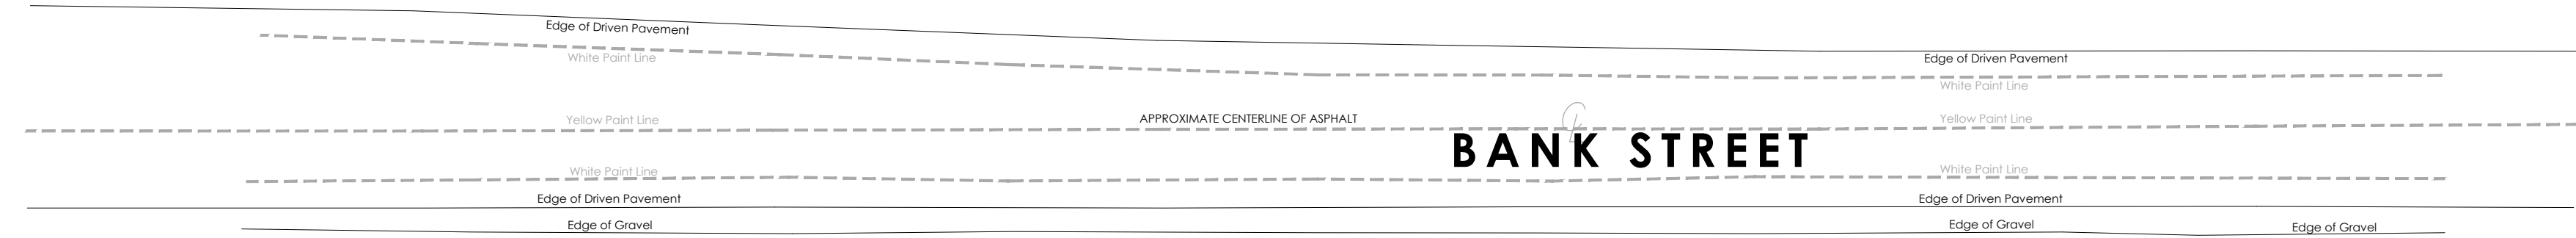 Edge of Driven Pavement
White Paint Line
Edge of Driven Pavement
White Paint Line
Yellow Paint Line
APPROXIMATE CENTERLINE OF ASPHALT
Yellow Paint Line
BANK STREET
White Paint Line
White Paint Line
Edge of Driven Pavement
Edge of Driven Pavement
Edge of Gravel
Edge of Gravel
Edge of Gravel